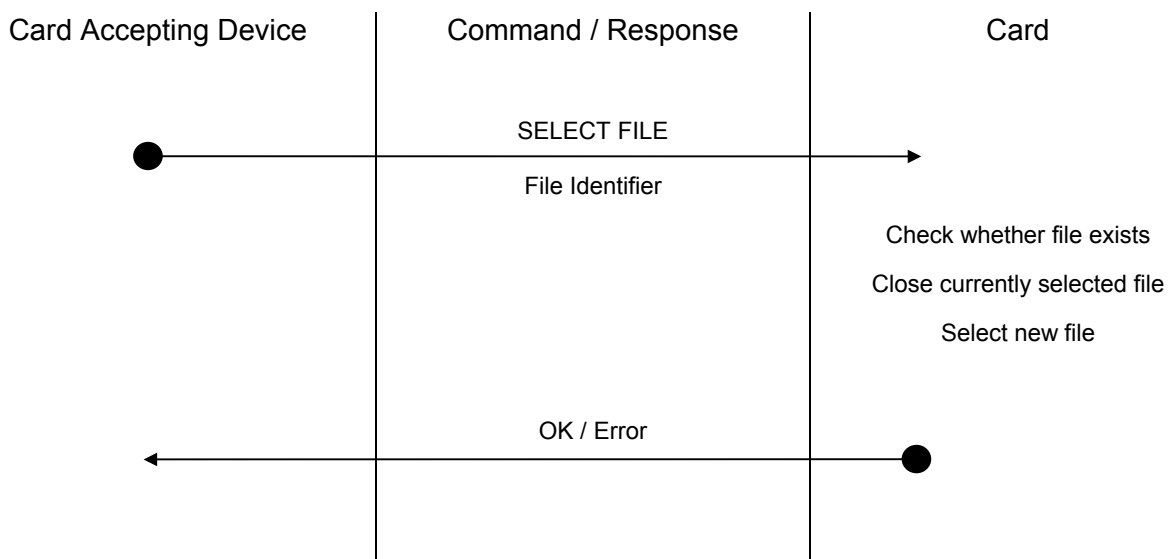 Card Accepting Device
Command / Response
Card
SELECT FILE
File Identifier
Check whether file exists
Close currently selected file
Select new file
OK / Error